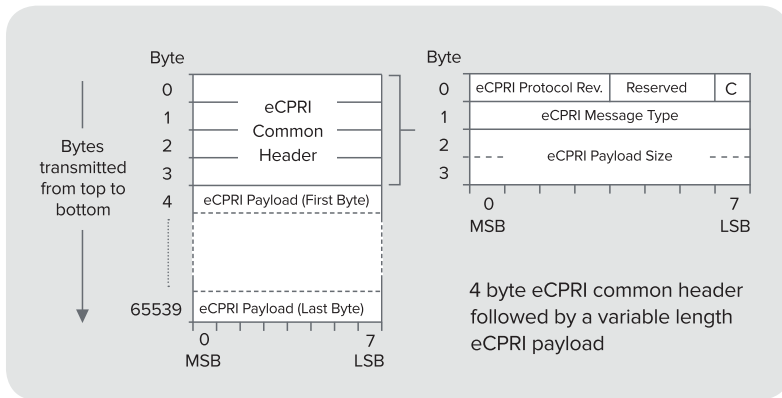 Byte
0
1
2
3
4
65539
eCPRI
Common
Header
eCPRI Payload (First Byte)
eCPRI Payload (Last Byte)
0
7
MSB
LSB
Bytes
transmitted
from top to
bottom
Byte
0
1
2
3
eCPRI Protocol Rev. Reserved C
eCPRI Message Type
eCPRI Payload Size
0
7
MSB
LSB
4 byte eCPRI common header
followed by a variable length
eCPRI payload